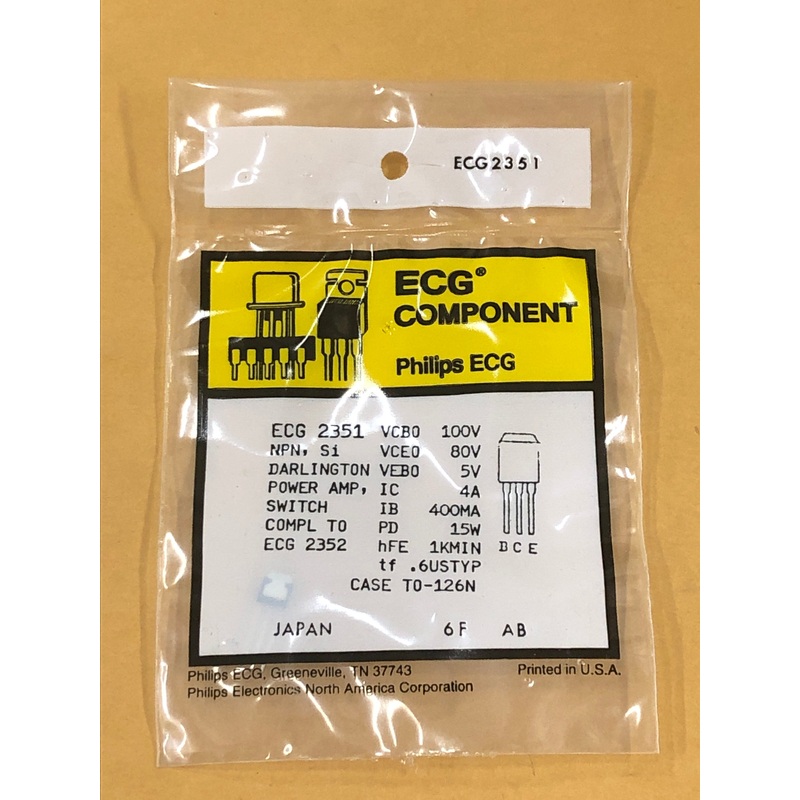 ECG2351
ECG®
COMPONENT
Philips ECG
ECG 2351 VCBO 100V
NPN, Si VCEO 80V
DARLINGTON VEBO 5V
POWER AMP, IC 4A
SWITCH IB 400MA
COMPL TO PD 15W
ECG 2352 hFE 1KMIN
B C E
tf .6USTYP
CASE TO-126N
JAPAN 6F AB
Philips ECG, Greeneville, TN 37743 Printed in U.S.A.
Philips Electronics North America Corporation